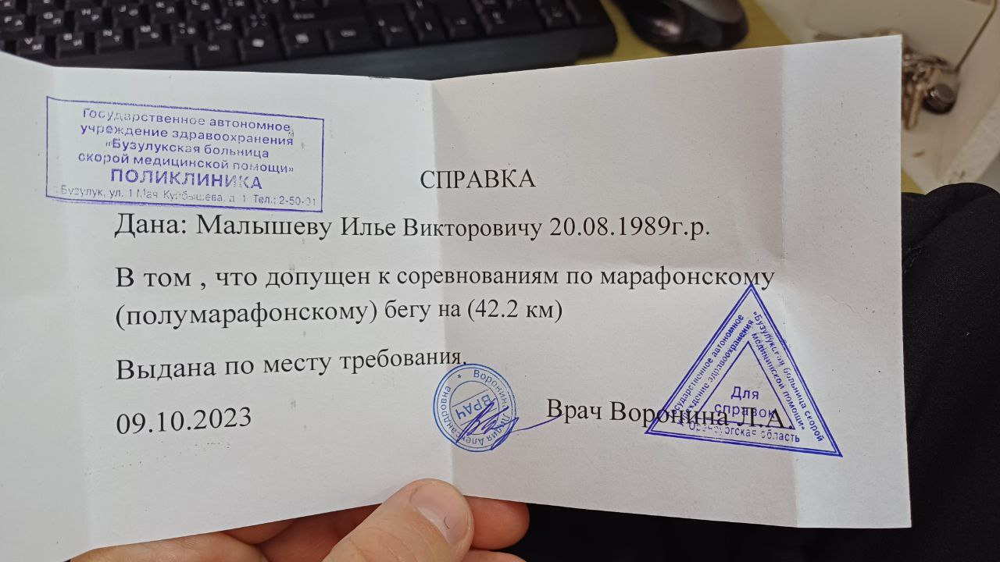 Государственное автономное
учреждение здравоохранения
«Бузулукская больница
скорой медицинской помощи»
ПОЛИКЛИНИКА
г. Бузулук, ул. 1 Мая Куйбышева, д. 1 Тел.: 2-50-01
СПРАВКА
Дана: Малышеву Илье Викторовичу 20.08.1989г.р.
В том , что допущен к соревнованиям по марафонскому
(полумарафонскому) бегу на (42.2 км)
Выдана по месту требования.
09.10.2023
Врач Воронина Л.А.
Воронина Лидия Александровна *
ВРАЧ
Государственное автономное
учреждение здравоохранения
«Бузулукская больница скорой
медицинской помощи»
Для
справок
Оренбургская область